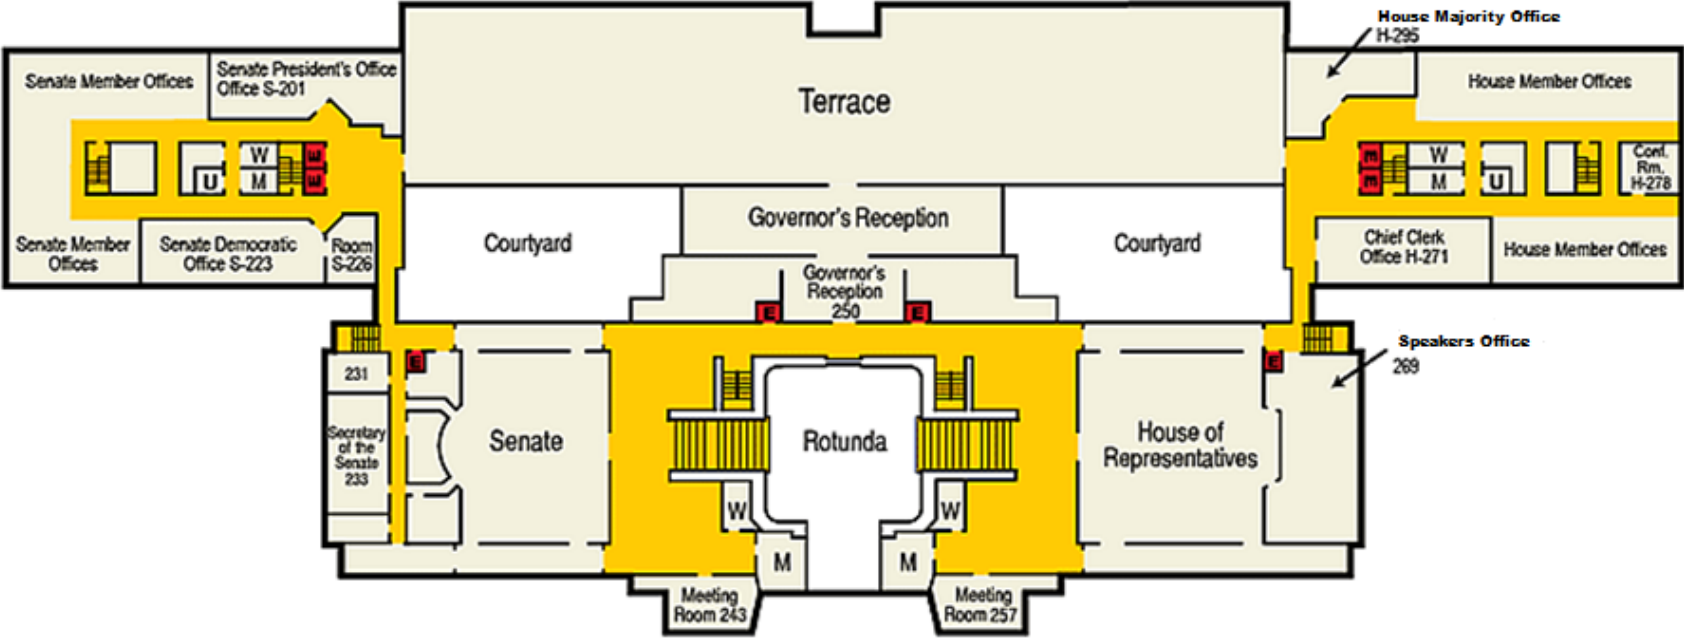 House Majority Office
H-295
Senate Member Offices
Senate President's Office
Office S-201
Terrace
House Member Offices
W
M
U
E
E
E
E
W
M
U
Conf.
Rm.
H-278
Senate Member
Offices
Senate Democratic
Office S-223
Room
S-226
Courtyard
Governor's Reception
Courtyard
Chief Clerk
Office H-271
House Member Offices
Governor's
Reception
250
E
E
Speakers Office
269
E
E
231
Secretary
of the
Senate
233
Senate
Rotunda
House of
Representatives
W
W
M
M
Meeting
Room 243
Meeting
Room 257